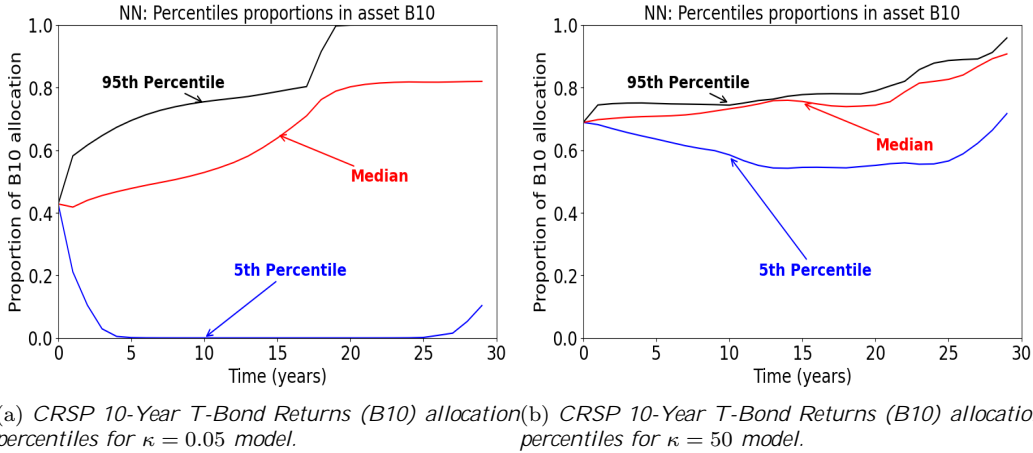 NN: Percentiles proportions in asset B10
Proportion of B10 allocation
1.0
0.8
0.6
0.4
0.2
0.0
95th Percentile
Median
5th Percentile
0 5 10 15 20 25 30
Time (years)
(a) CRSP 10-Year T-Bond Returns (B10) allocation
percentiles for κ = 0.05 model.
NN: Percentiles proportions in asset B10
Proportion of B10 allocation
1.0
0.8
0.6
0.4
0.2
0.0
95th Percentile
Median
5th Percentile
0 5 10 15 20 25 30
Time (years)
(b) CRSP 10-Year T-Bond Returns (B10) allocatio
percentiles for κ = 50 model.